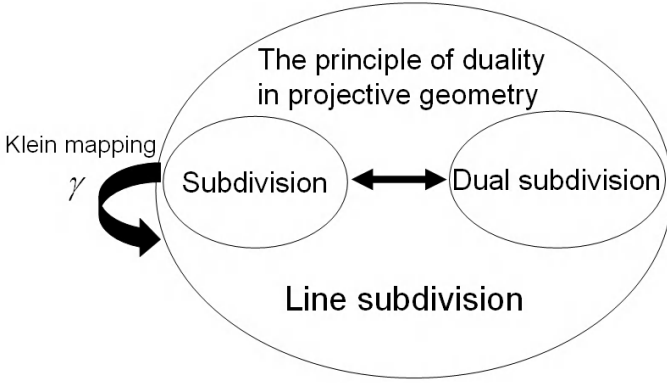 The principle of duality
in projective geometry
Klein mapping
γ
Subdivision
Dual subdivision
Line subdivision